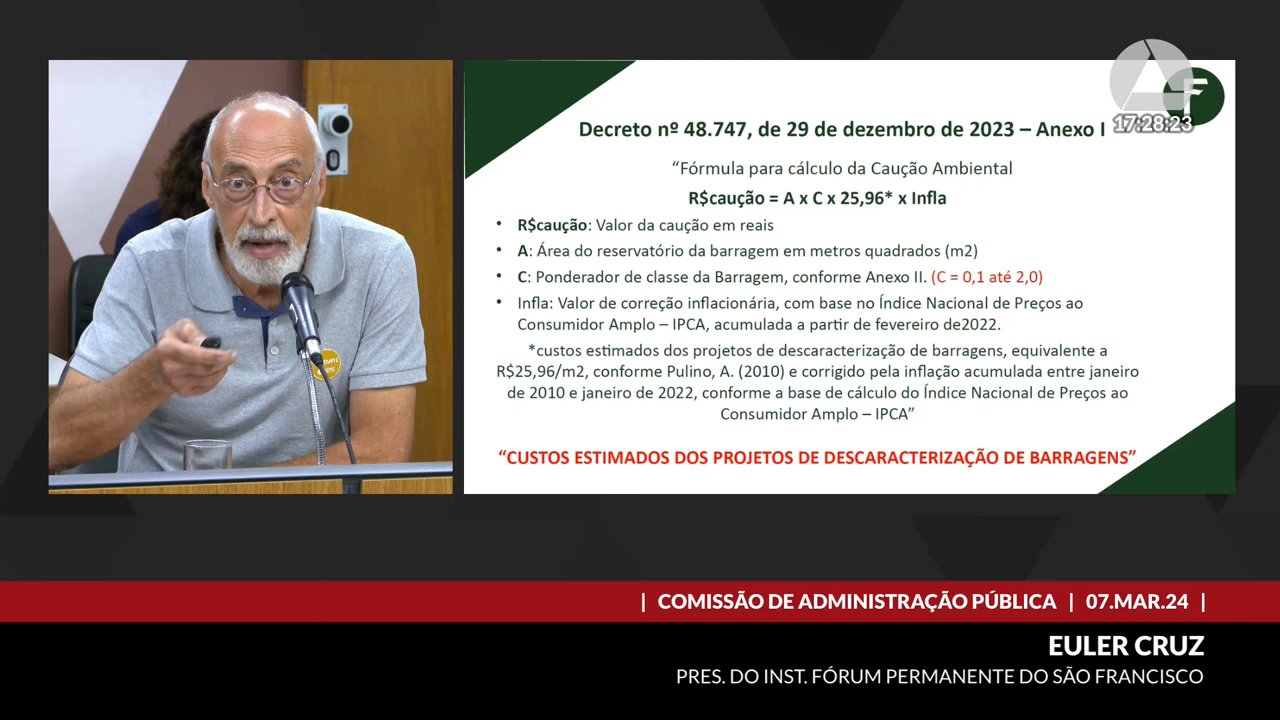 17:28:23
Decreto nº 48.747, de 29 de dezembro de 2023 – Anexo I
“Fórmula para cálculo da Caução Ambiental
R$caução = A x C x 25,96* x Infla
• R$caução: Valor da caução em reais
• A: Área do reservatório da barragem em metros quadrados (m2)
• C: Ponderador de classe da Barragem, conforme Anexo II. (C = 0,1 até 2,0)
• Infla: Valor de correção inflacionária, com base no Índice Nacional de Preços ao
Consumidor Amplo – IPCA, acumulada a partir de fevereiro de2022.
*custos estimados dos projetos de descaracterização de barragens, equivalente a
R$25,96/m2, conforme Pulino, A. (2010) e corrigido pela inflação acumulada entre janeiro
de 2010 e janeiro de 2022, conforme a base de cálculo do Índice Nacional de Preços ao
Consumidor Amplo – IPCA”
“CUSTOS ESTIMADOS DOS PROJETOS DE DESCARACTERIZAÇÃO DE BARRAGENS”
| COMISSÃO DE ADMINISTRAÇÃO PÚBLICA | 07.MAR.24 |
EULER CRUZ
PRES. DO INST. FÓRUM PERMANENTE DO SÃO FRANCISCO